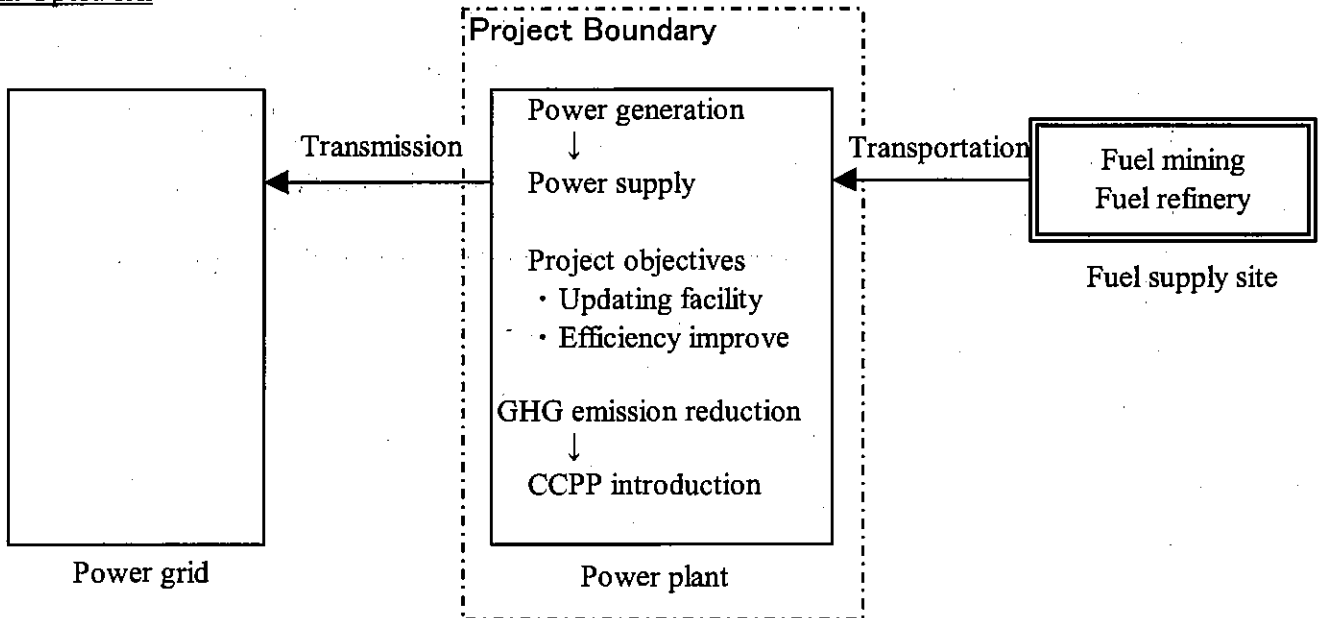 Project Boundary
Power generation
↓
Power supply
Project objectives
・Updating facility
・Efficiency improve
GHG emission reduction
↓
CCPP introduction
Power plant
Transmission
Power grid
Transportation
Fuel mining
Fuel refinery
Fuel supply site